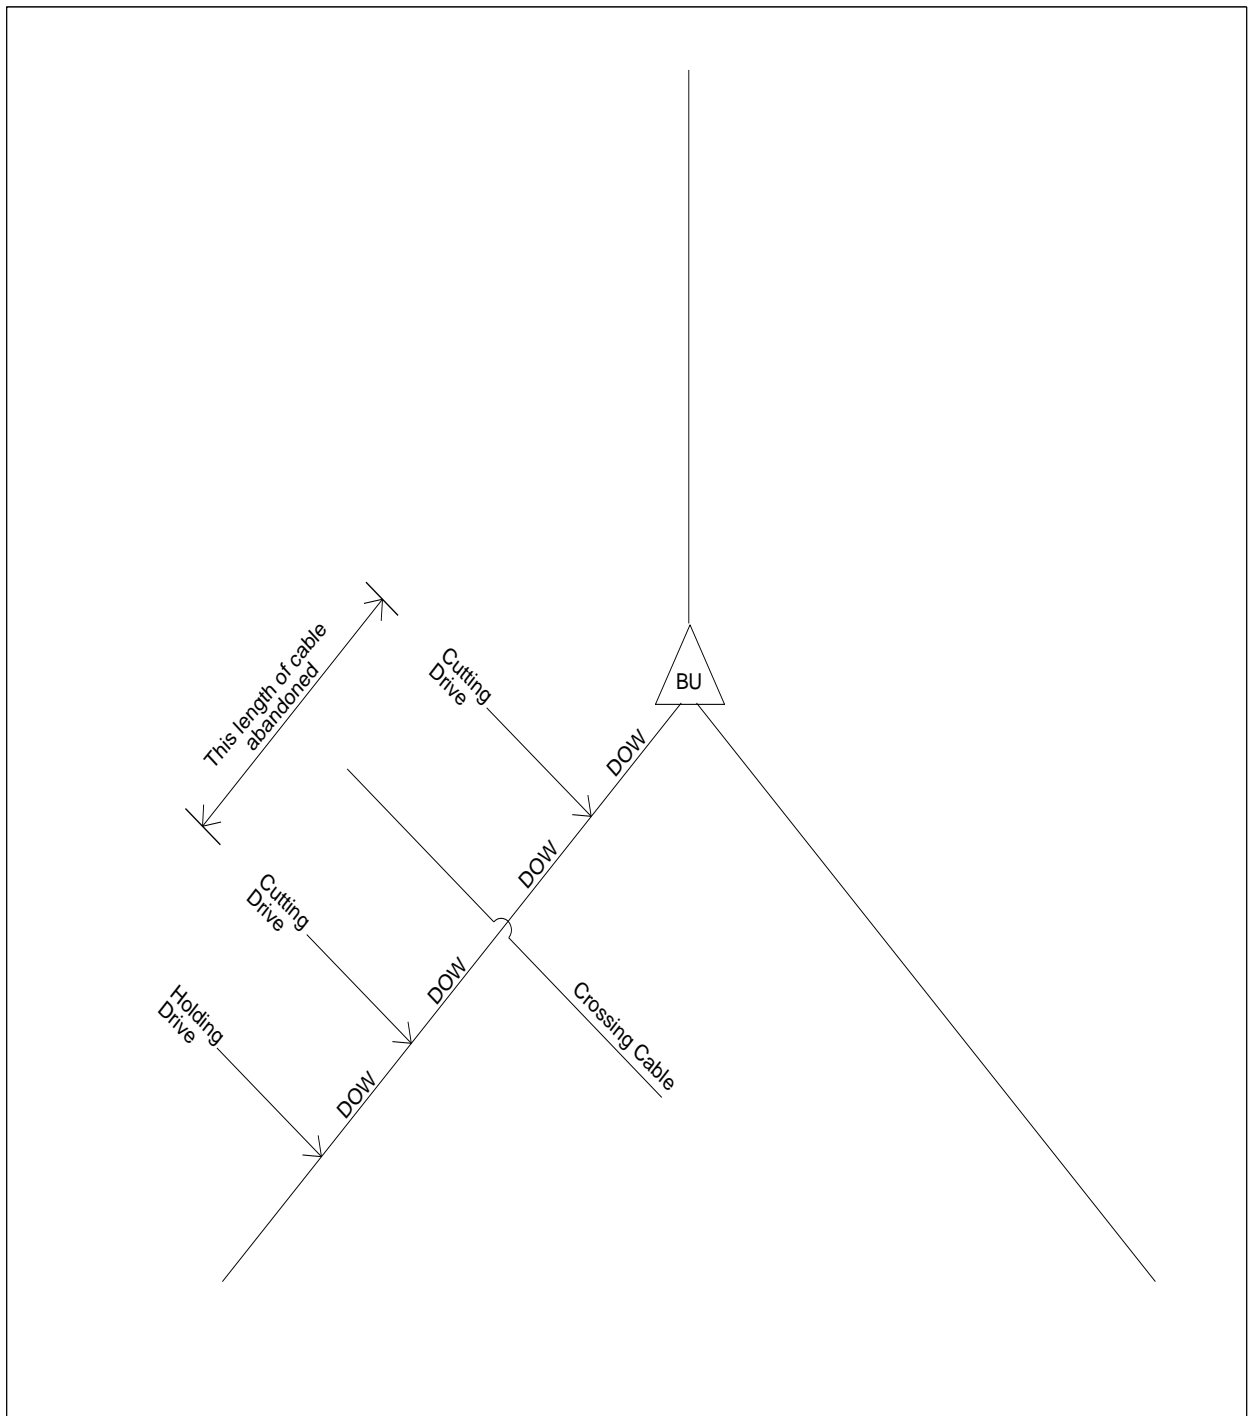 This length of cable
abandoned
Cutting
Drive
BU
DOW
DOW
Cutting
Drive
DOW
Holding
Drive
Crossing Cable
DOW